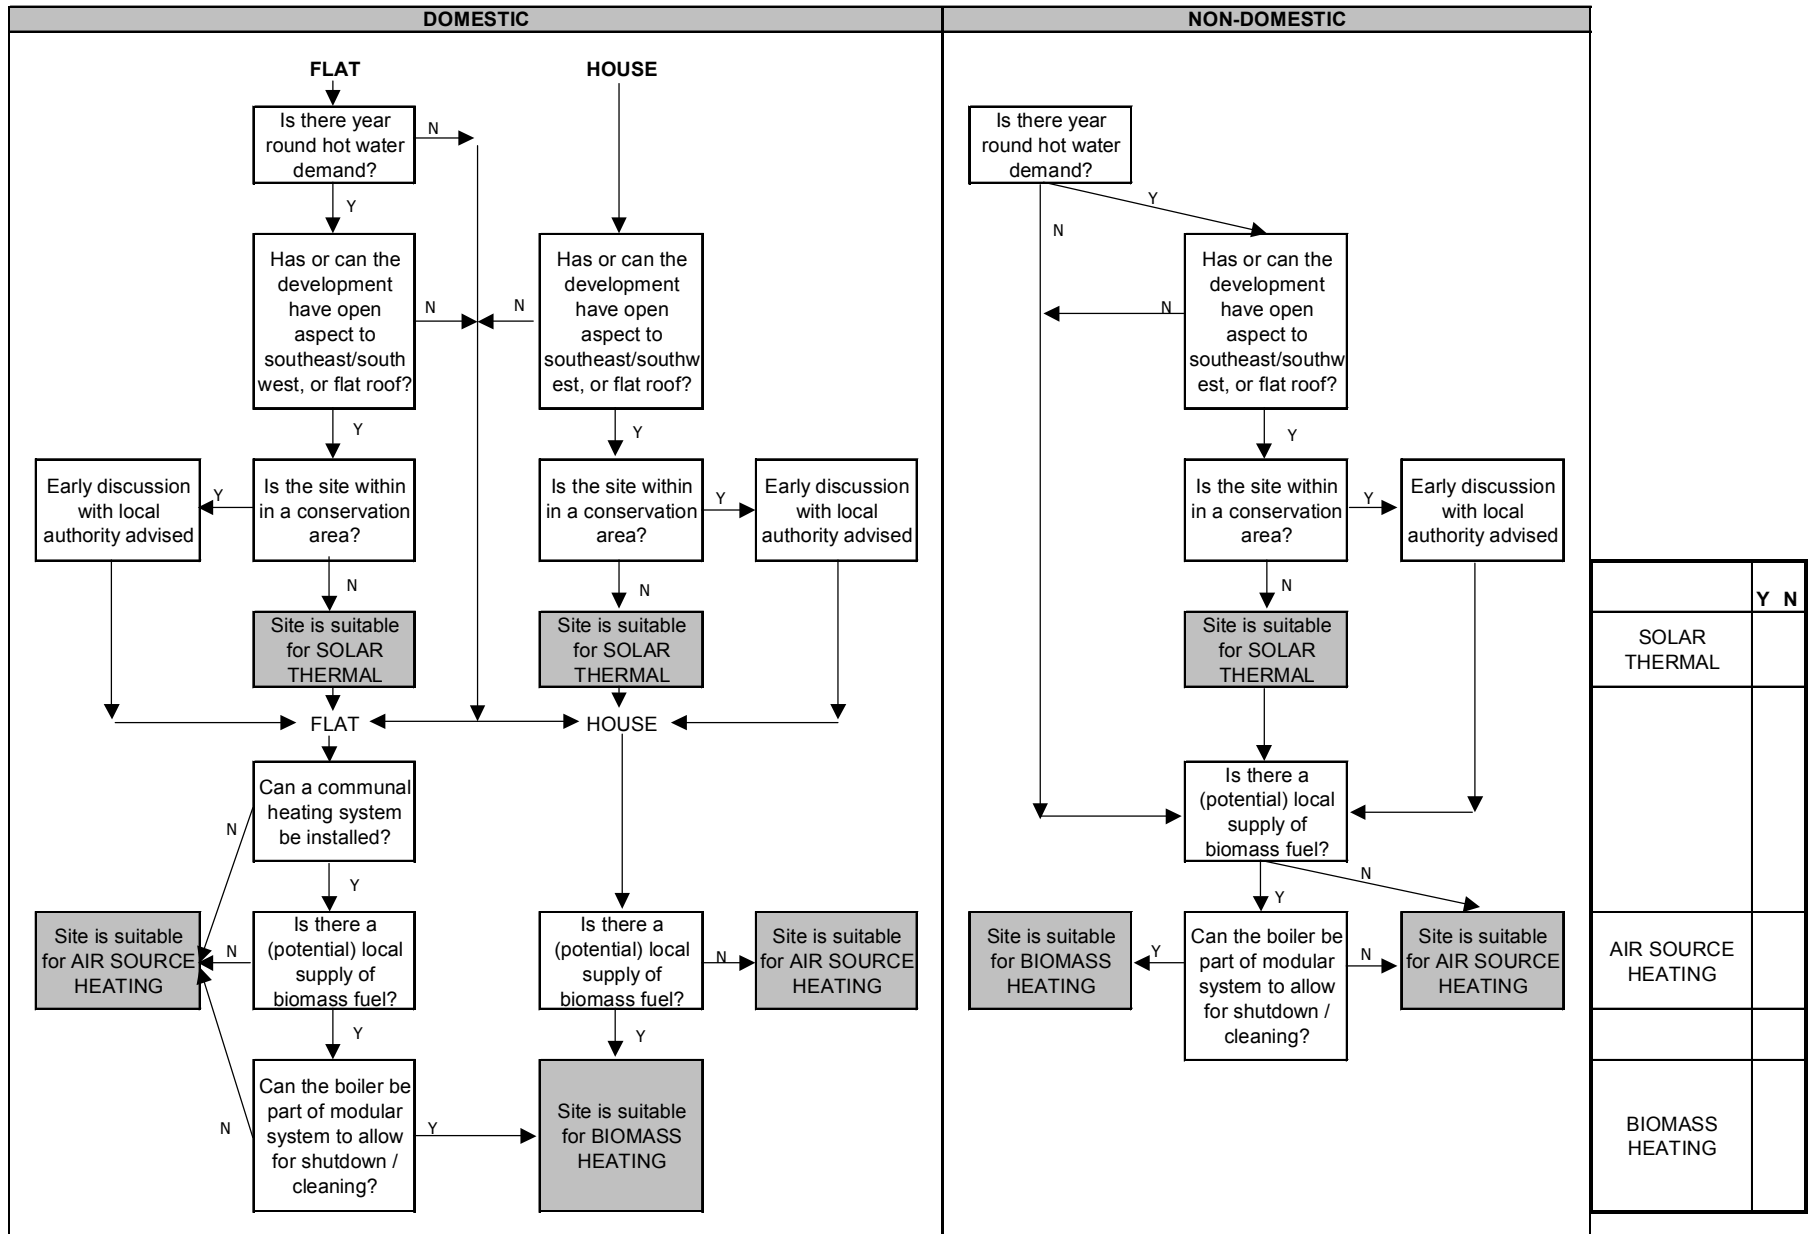 DOMESTIC
NON-DOMESTIC
FLAT
HOUSE
Is there year
round hot water
demand?
N
Y
Is there year
round hot water
demand?
Y
N
Has or can the
development
have open
aspect to
southeast/south
west, or flat roof?
N
Y
Has or can the
development
have open
aspect to
southeast/southw
est, or flat roof?
N
Y
Has or can the
development
have open
aspect to
southeast/southw
est, or flat roof?
N
Y
Early discussion
with local
authority advised
Y
Is the site within
in a conservation
area?
N
Is the site within
in a conservation
area?
Y
N
Early discussion
with local
authority advised
Is the site within
in a conservation
area?
Y
N
Early discussion
with local
authority advised
Y N
Site is suitable
for SOLAR
THERMAL
Site is suitable
for SOLAR
THERMAL
Site is suitable
for SOLAR
THERMAL
SOLAR
THERMAL
FLAT
HOUSE
Can a communal
heating system
be installed?
N
Y
Is there a
(potential) local
supply of
biomass fuel?
N
Y
Site is suitable
for AIR SOURCE
HEATING
N
Is there a
(potential) local
supply of
biomass fuel?
Y
Is there a
(potential) local
supply of
biomass fuel?
N
Y
Site is suitable
for AIR SOURCE
HEATING
Site is suitable
for BIOMASS
HEATING
Y
Can the boiler be
part of modular
system to allow
for shutdown /
cleaning?
N
Site is suitable
for AIR SOURCE
HEATING
AIR SOURCE
HEATING
Can the boiler be
part of modular
system to allow
for shutdown /
cleaning?
N
Y
Site is suitable
for BIOMASS
HEATING
BIOMASS
HEATING